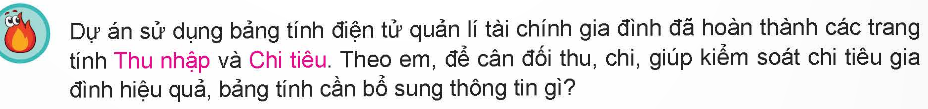 Dự án sử dụng bảng tính điện tử quản lí tài chính gia đình đã hoàn thành các trang
tính Thu nhập và Chi tiêu. Theo em, để cân đối thu, chi, giúp kiểm soát chi tiêu gia
đình hiệu quả, bảng tính cần bổ sung thông tin gì?